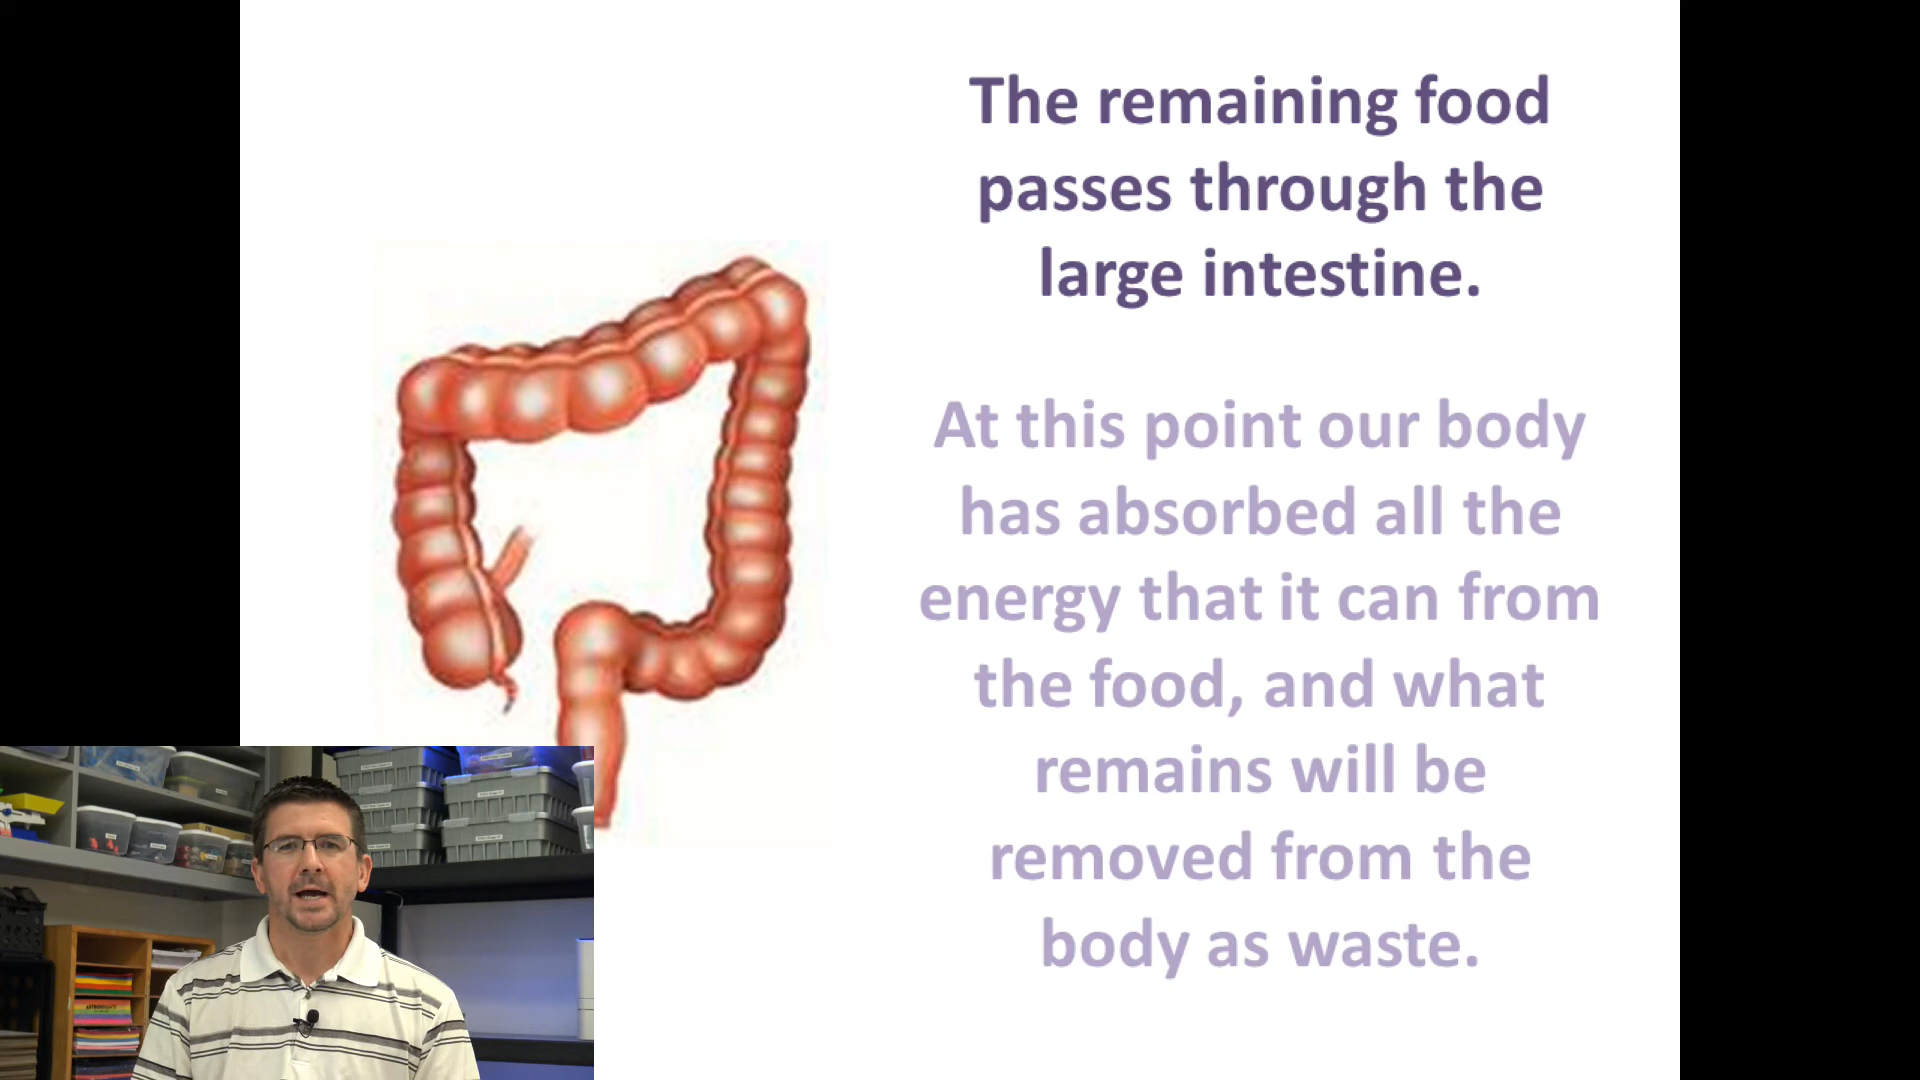 The remaining food
passes through the
large intestine.
At this point our body
has absorbed all the
energy that it can from
the food, and what
remains will be
removed from the
body as waste.